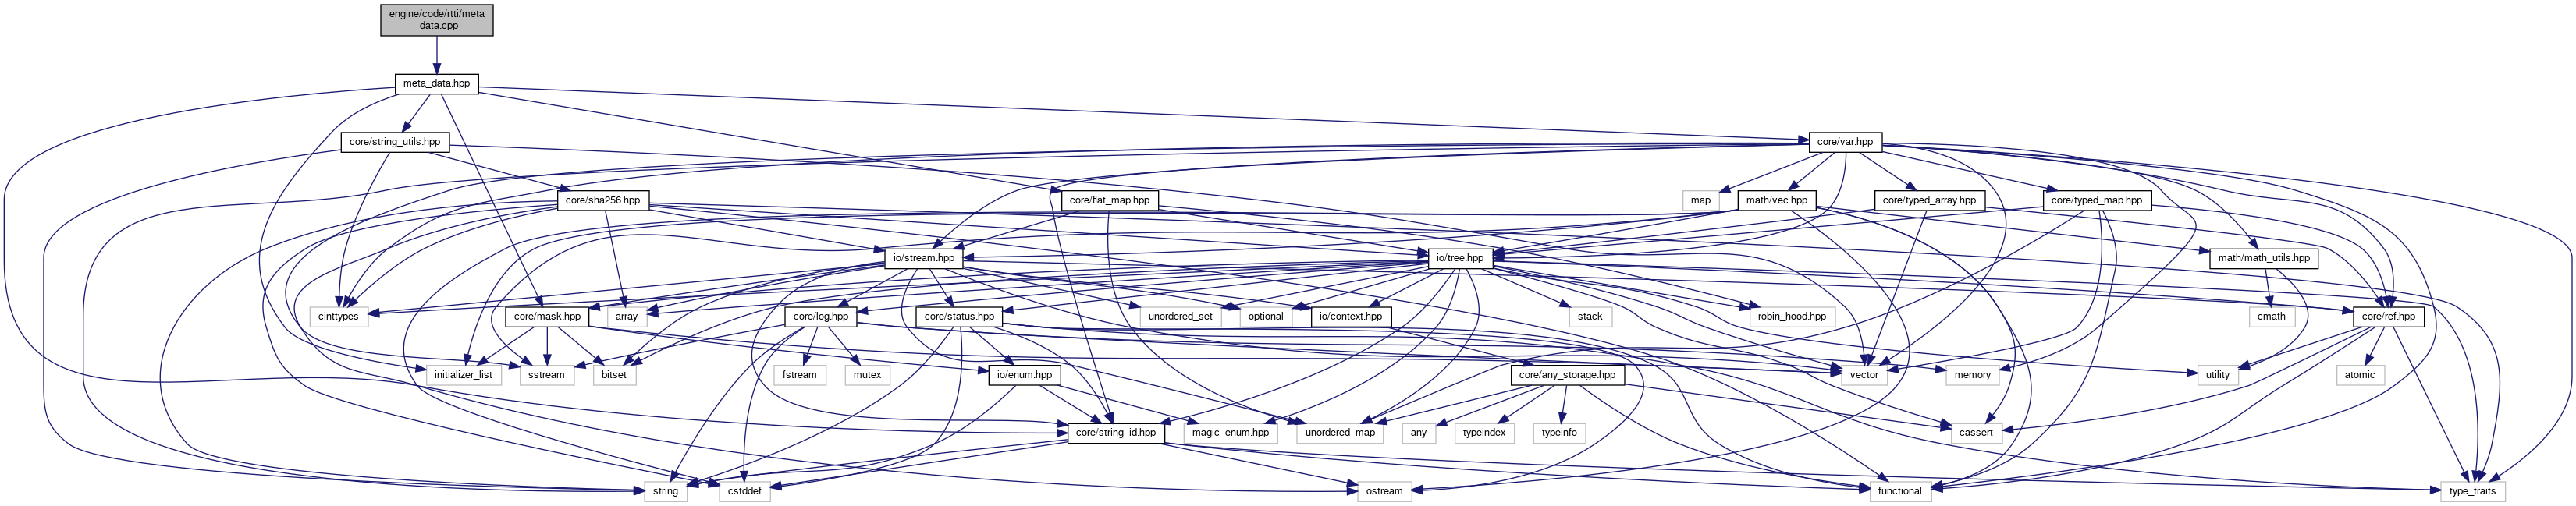 engine/code/rtti/meta
_data.cpp
meta_data.hpp
core/string_utils.hpp
core/var.hpp
core/sha256.hpp
core/flat_map.hpp
map
math/vec.hpp
core/typed_array.hpp
core/typed_map.hpp
io/stream.hpp
io/tree.hpp
math/math_utils.hpp
cinttypes
core/mask.hpp
array
core/log.hpp
core/status.hpp
unordered_set
optional
io/context.hpp
stack
robin_hood.hpp
cmath
core/ref.hpp
initializer_list
sstream
bitset
fstream
mutex
io/enum.hpp
core/any_storage.hpp
vector
memory
utility
atomic
core/string_id.hpp
magic_enum.hpp
unordered_map
any
typeindex
typeinfo
cassert
string
cstddef
ostream
functional
type_traits